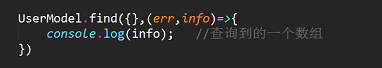 UserModel.find({},(err,info)=>{
    console.log(info);   //查询到的一个数组
})